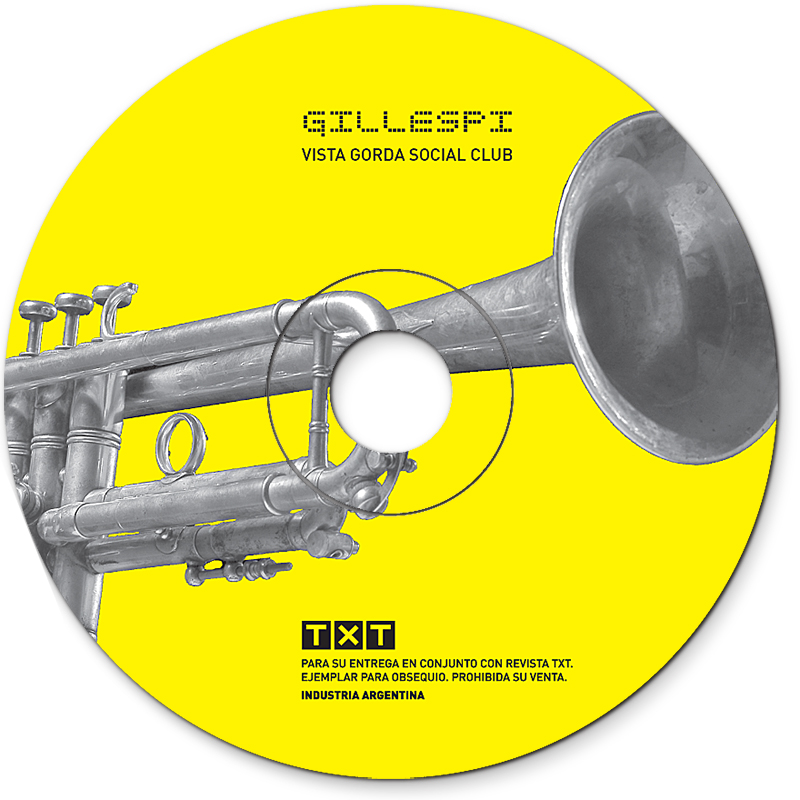 GILLESPI
VISTA GORDA SOCIAL CLUB
TXT
PARA SU ENTREGA EN CONJUNTO CON REVISTA TXT.
EJEMPLAR PARA OBSEQUIO. PROHIBIDA SU VENTA.
INDUSTRIA ARGENTINA